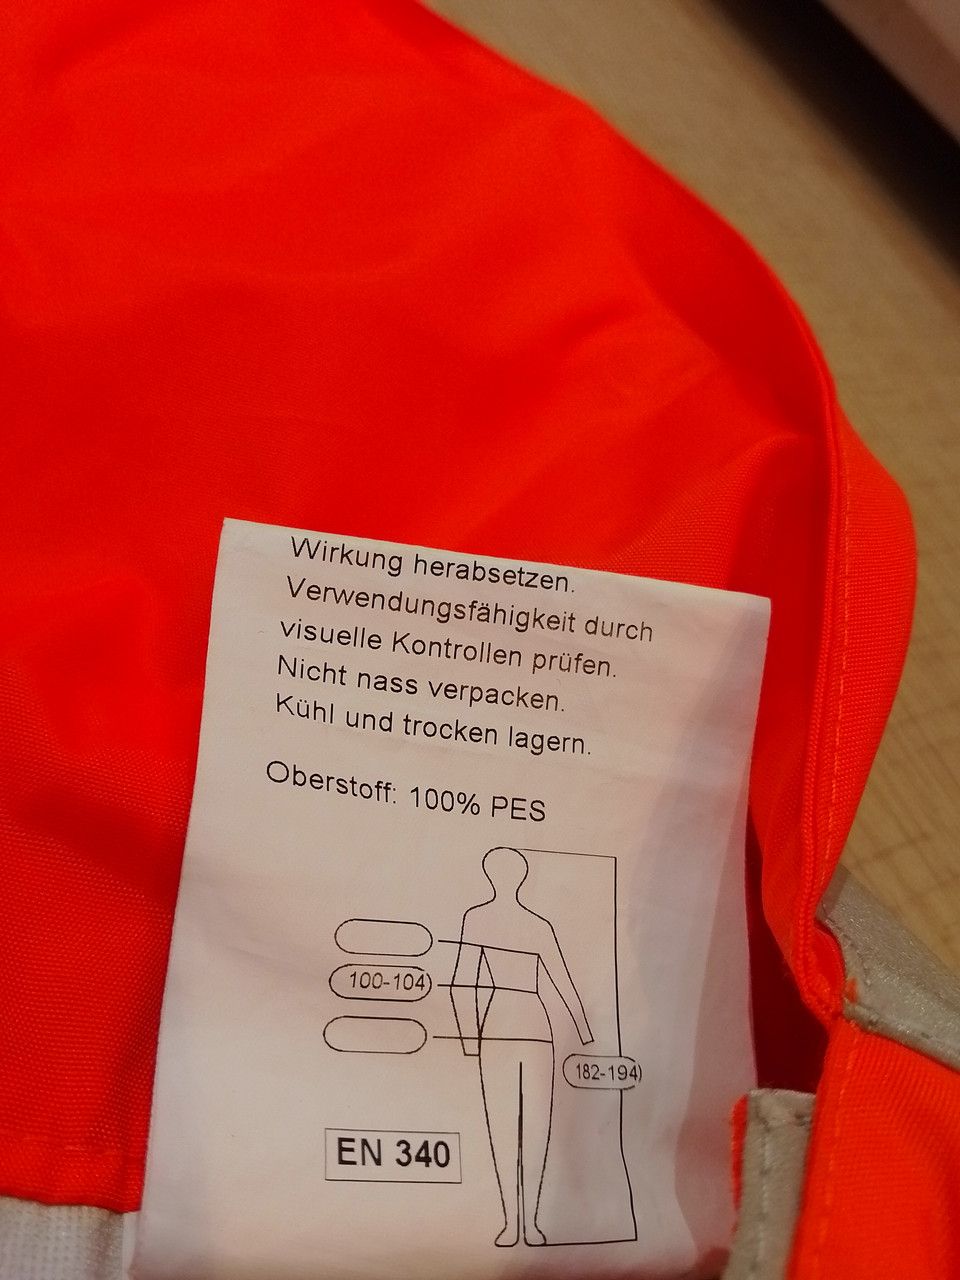 Wirkung herabsetzen.
Verwendungsfähigkeit durch
visuelle Kontrollen prüfen.
Nicht nass verpacken.
Kühl und trocken lagern.
Oberstoff: 100% PES
100-104)
182-194)
EN 340